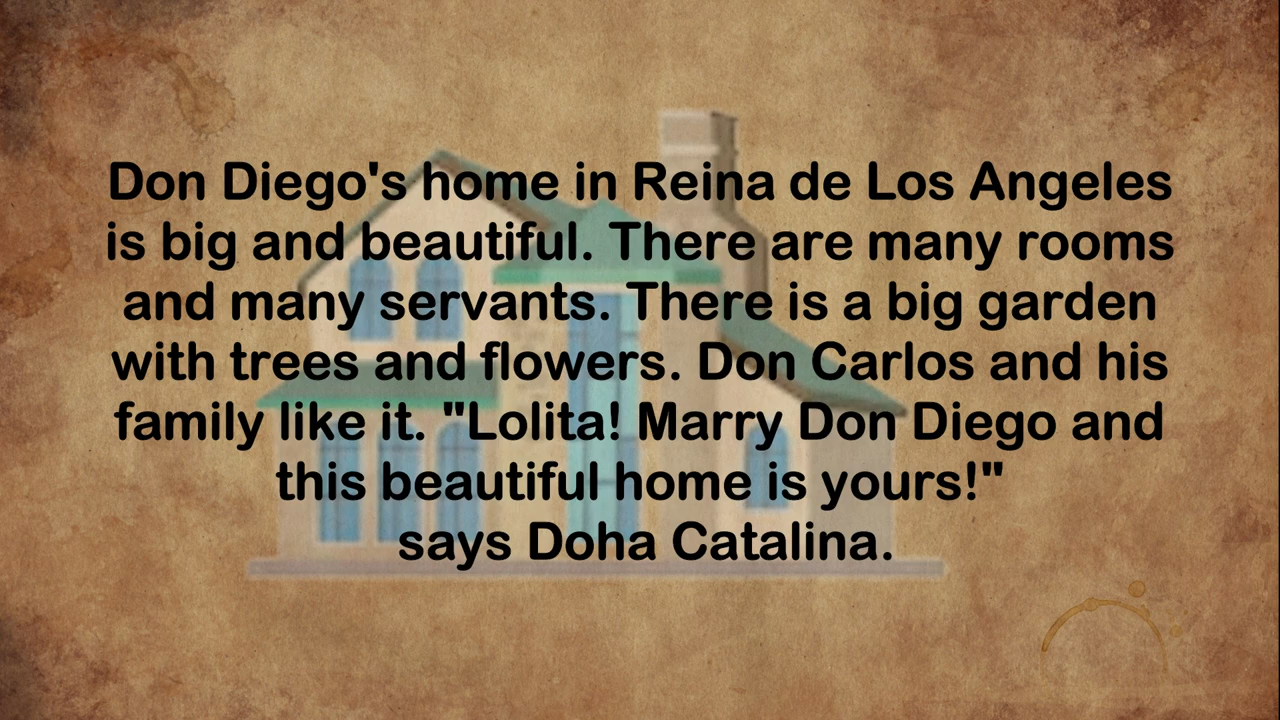 Don Diego's home in Reina de Los Angeles
is big and beautiful. There are many rooms
and many servants. There is a big garden
with trees and flowers. Don Carlos and his
family like it. "Lolita! Marry Don Diego and
this beautiful home is yours!"
says Doha Catalina.